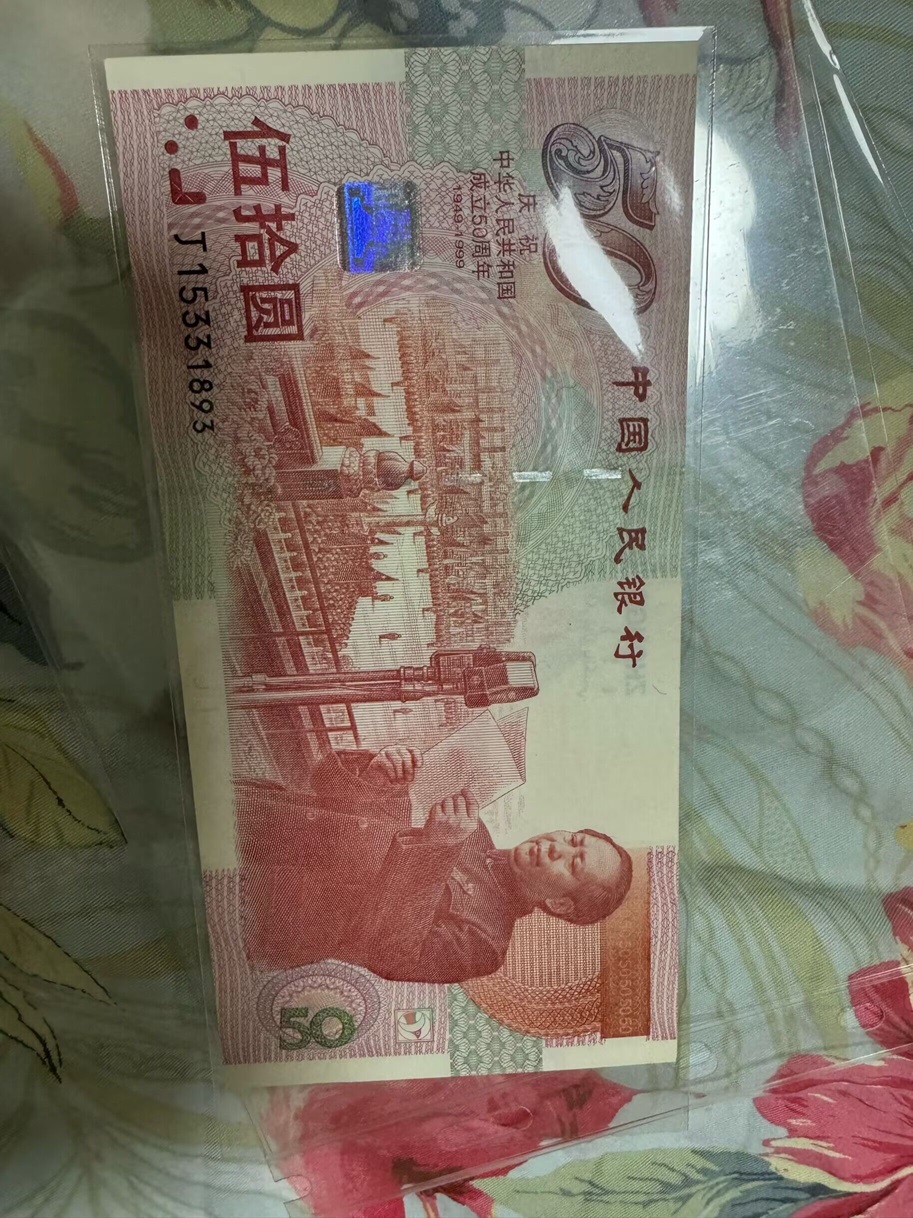 50
中国人民银行
庆祝
中华人民共和国
成立50周年
1949-1999
伍拾圆
J15331893
50